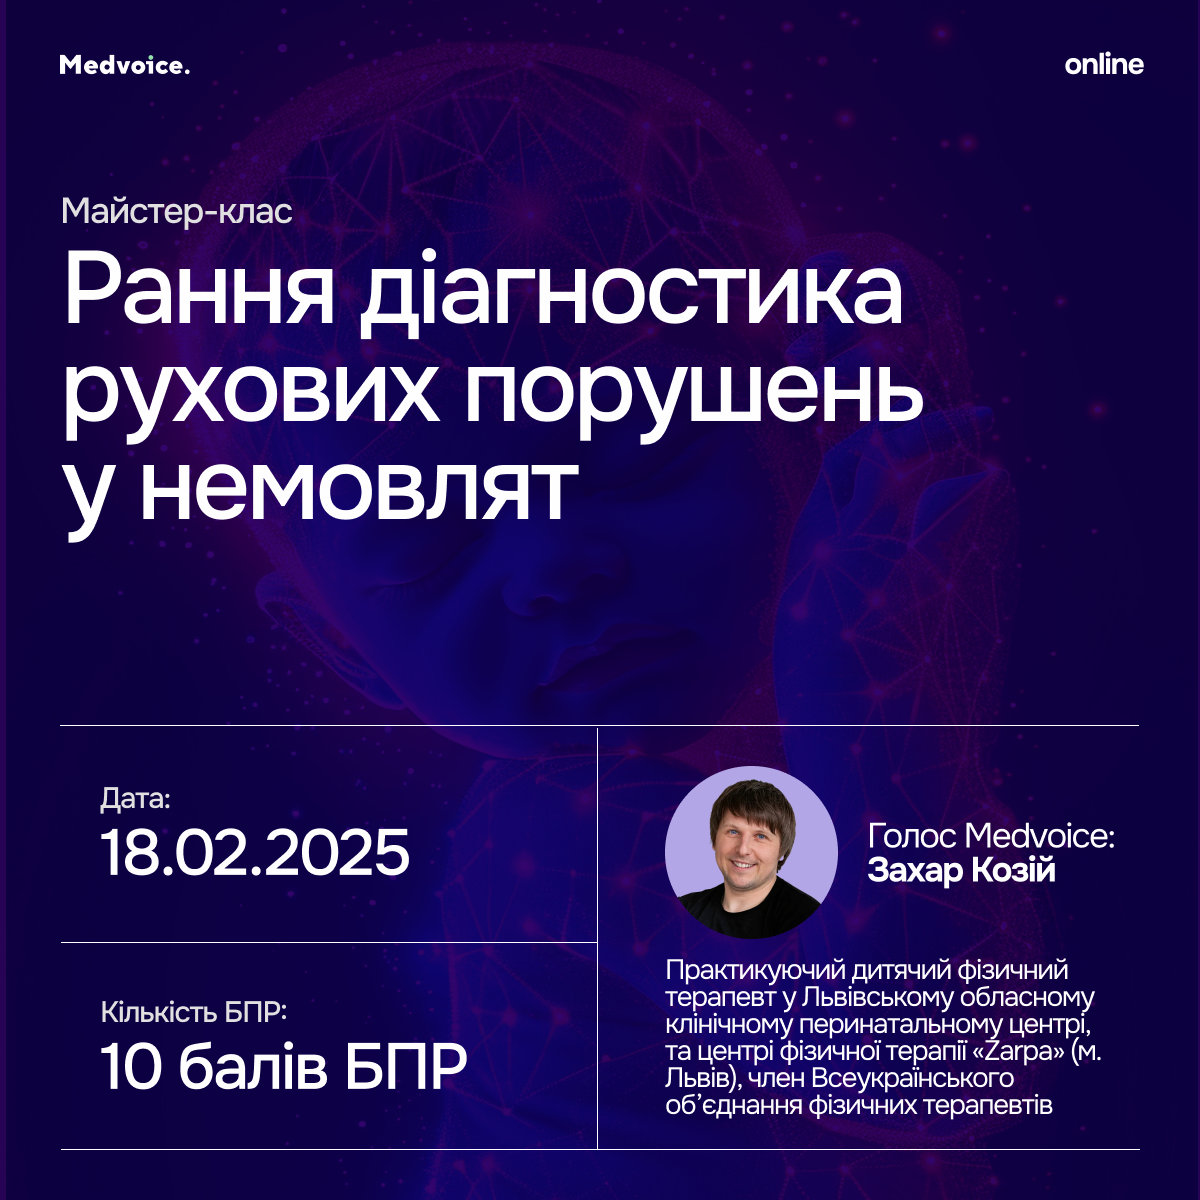 Medvoice.
online
Майстер-клас
Рання діагностика
рухових порушень
у немовлят
Дата:
18.02.2025
Кількість БПР:
10 балів БПР
Голос Medvoice:
Захар Козій
Практикуючий дитячий фізичний
терапевт у Львівському обласному
клінічному перинатальному центрі,
та центрі фізичної терапії «Zarpa» (м.
Львів), член Всеукраїнського
об’єднання фізичних терапевтів